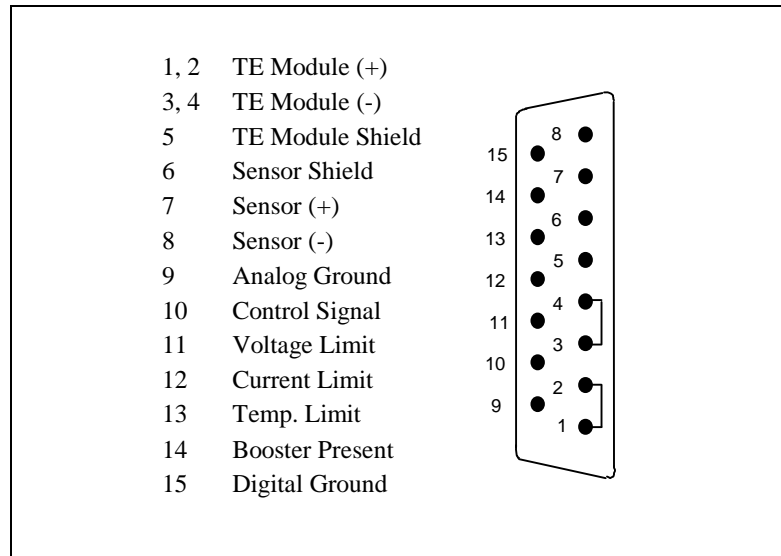 1, 2 TE Module (+)
3, 4 TE Module (-)
5 TE Module Shield
6 Sensor Shield
7 Sensor (+)
8 Sensor (-)
9 Analog Ground
10 Control Signal
11 Voltage Limit
12 Current Limit
13 Temp. Limit
14 Booster Present
15 Digital Ground
8
15
7
14
6
13
5
12
4
11
3
10
2
9
1